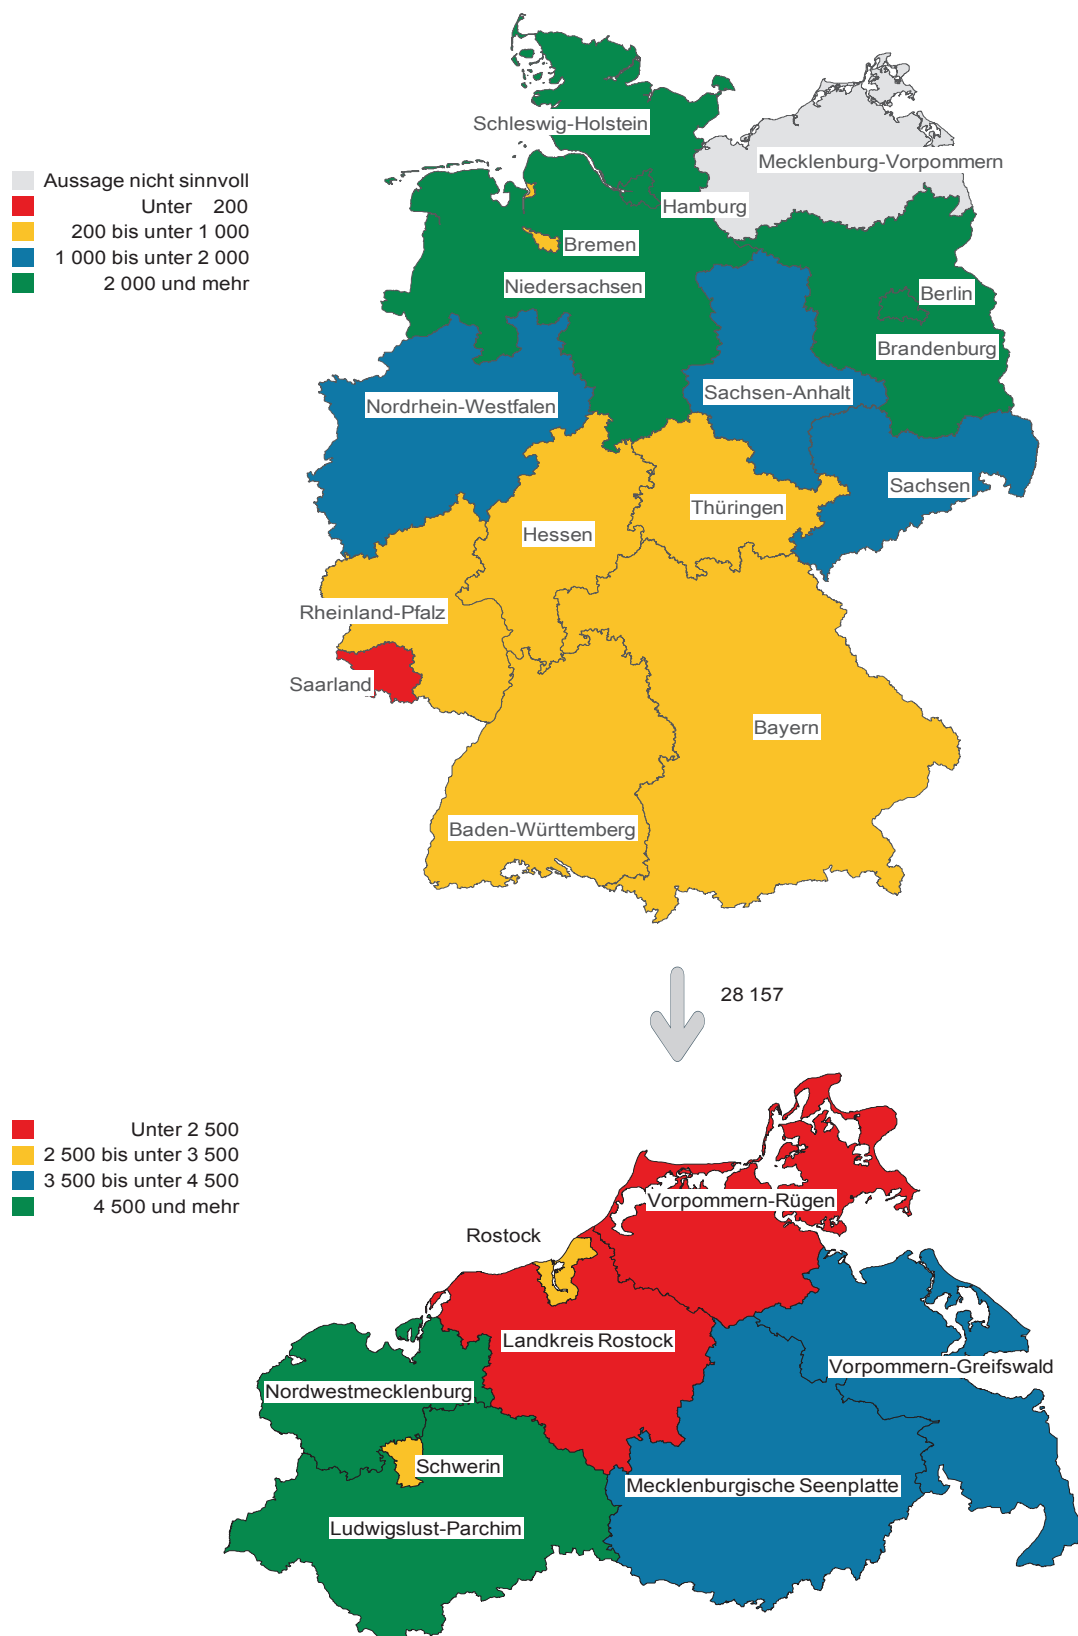 Schleswig-Holstein
Mecklenburg-Vorpommern
Aussage nicht sinnvoll
Unter 200
200 bis unter 1 000
1 000 bis unter 2 000
2 000 und mehr
Hamburg
Bremen
Niedersachsen
Berlin
Brandenburg
Nordrhein-Westfalen
Sachsen-Anhalt
Sachsen
Thüringen
Hessen
Rheinland-Pfalz
Saarland
Bayern
Baden-Württemberg
28 157
Unter 2 500
2 500 bis unter 3 500
3 500 bis unter 4 500
4 500 und mehr
Vorpommern-Rügen
Rostock
Landkreis Rostock
Vorpommern-Greifswald
Nordwestmecklenburg
Schwerin
Mecklenburgische Seenplatte
Ludwigslust-Parchim